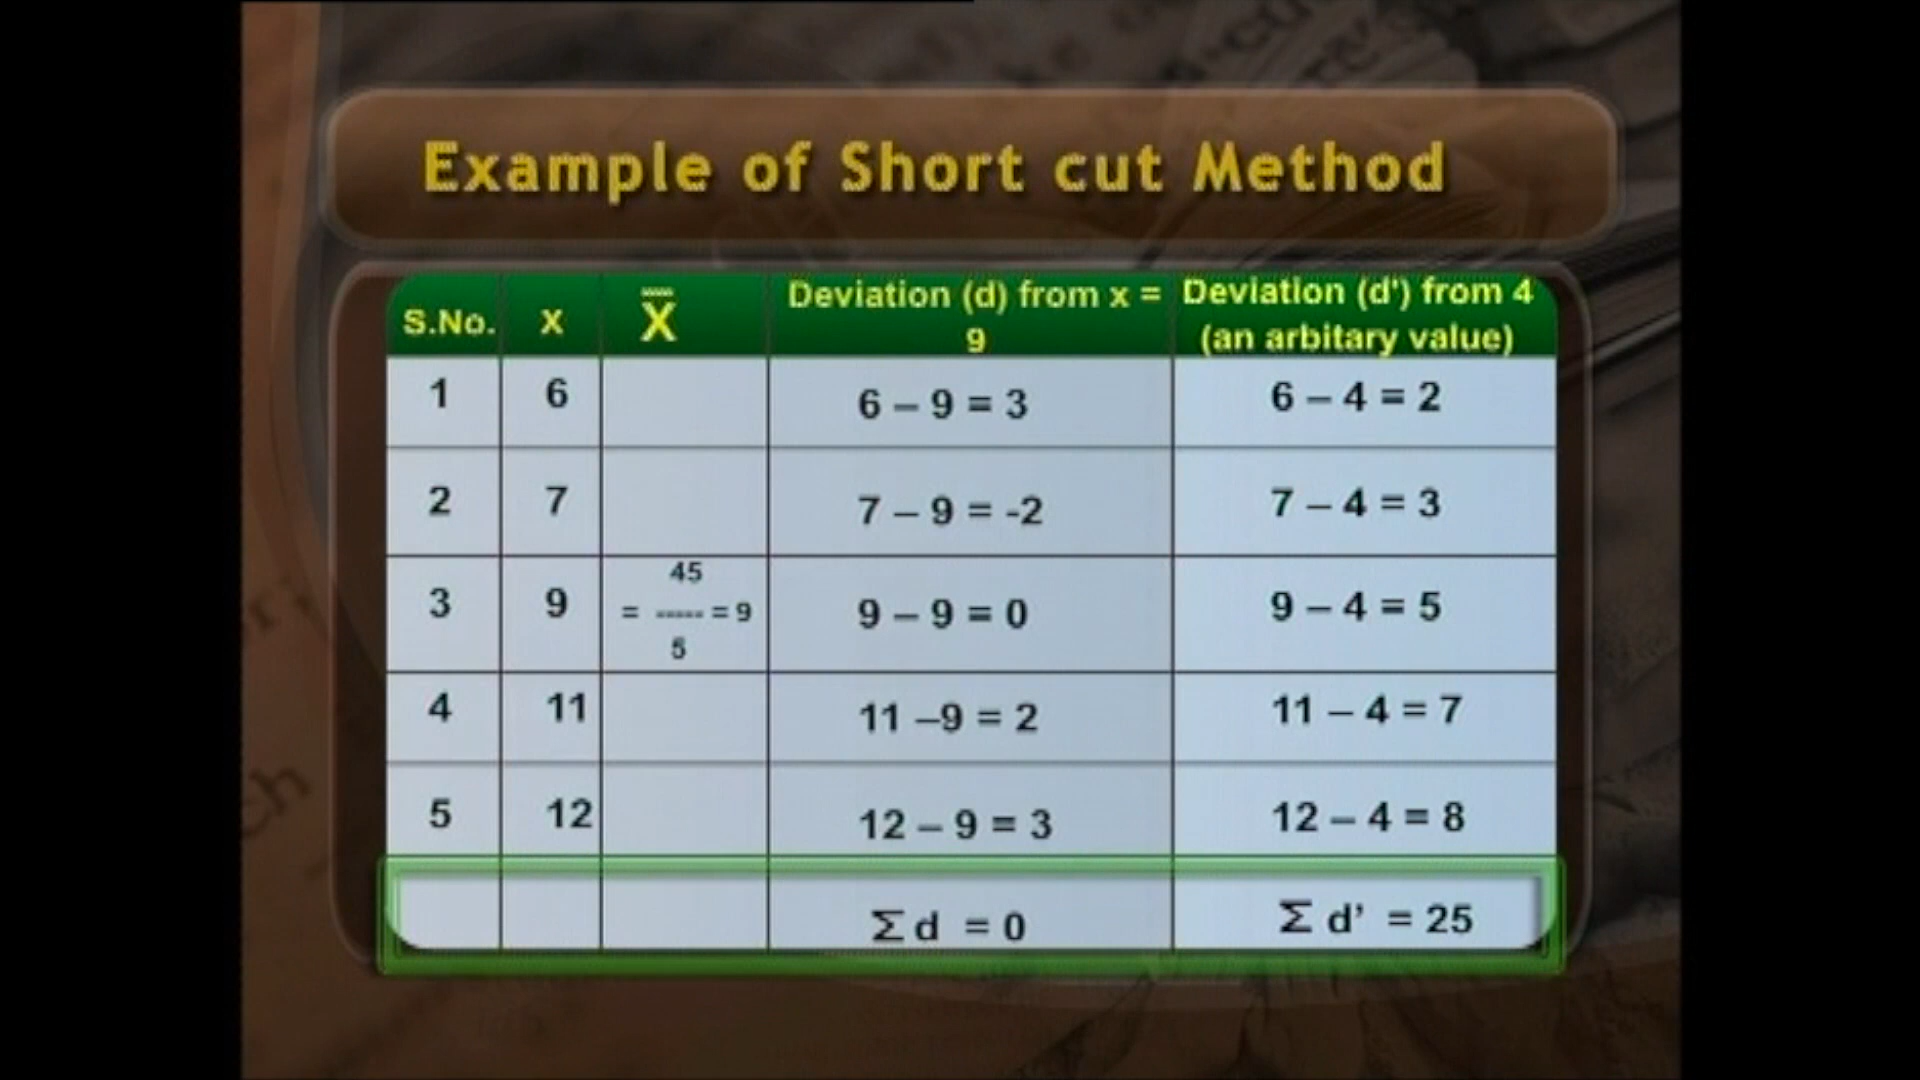 Example of Short cut Method
S.No. X X̅ Deviation (d) from x = 9 Deviation (d') from 4 (an arbitary value)
1 6 6 – 9 = 3 6 – 4 = 2
2 7 7 – 9 = -2 7 – 4 = 3
3 9 = 45 ----- 5 = 9 9 – 9 = 0 9 – 4 = 5
4 11 11 –9 = 2 11 – 4 = 7
5 12 12 – 9 = 3 12 – 4 = 8
Σ d = 0 Σ d’ = 25